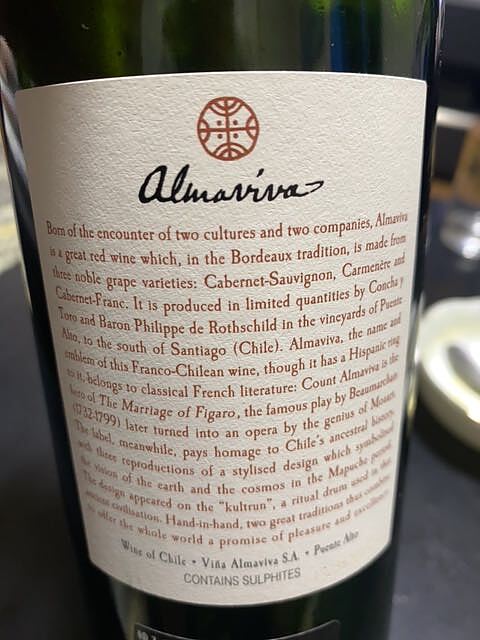 Almaviva
Born of the encounter of two cultures and two companies, Almaviva
is a great red wine which, in the Bordeaux tradition, is made from
three noble grape varieties: Cabernet-Sauvignon, Carmenère and
Cabernet-Franc. It is produced in limited quantities by Concha y
Toro and Baron Philippe de Rothschild in the vineyards of Puente
Alto, to the south of Santiago (Chile). Almaviva, the name and
emblem of this Franco-Chilean wine, though it has a Hispanic ring
to it, belongs to classical French literature: Count Almaviva is the
hero of The Marriage of Figaro, the famous play by Beaumarchais
(1732-1799) later turned into an opera by the genius of Mozart.
The label, meanwhile, pays homage to Chile's ancestral history,
with three reproductions of a stylised design which symbolised
the vision of the earth and the cosmos in the Mapuche period.
The design appeared on the "kultrun", a ritual drum used in that
ancient civilisation. Hand-in-hand, two great traditions thus combine
to offer the whole world a promise of pleasure and excellence.
Wine of Chile • Viña Almaviva S.A. • Puente Alto
CONTAINS SULPHITES